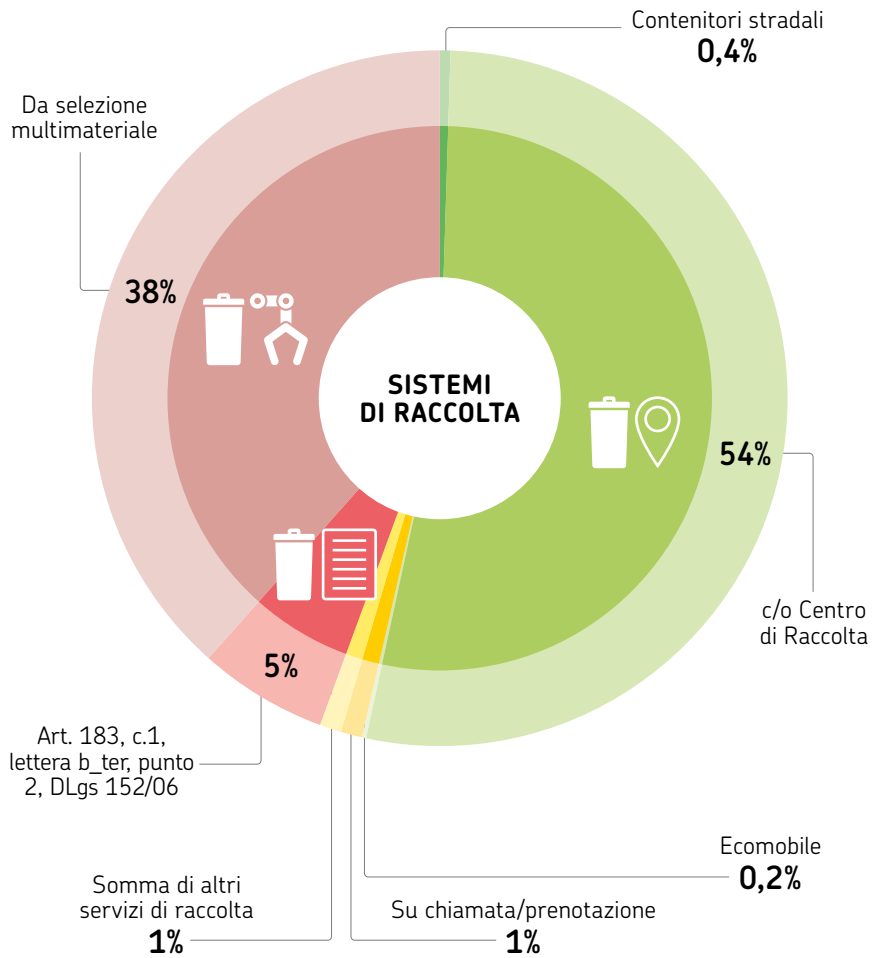 Contenitori stradali
0,4%
Da selezione
multimateriale
38%
SISTEMI
DI RACCOLTA
54%
c/o Centro
di Raccolta
5%
Art. 183, c.1,
lettera b_ter, punto
2, DLgs 152/06
Ecomobile
0,2%
Somma di altri
servizi di raccolta
1%
Su chiamata/prenotazione
1%